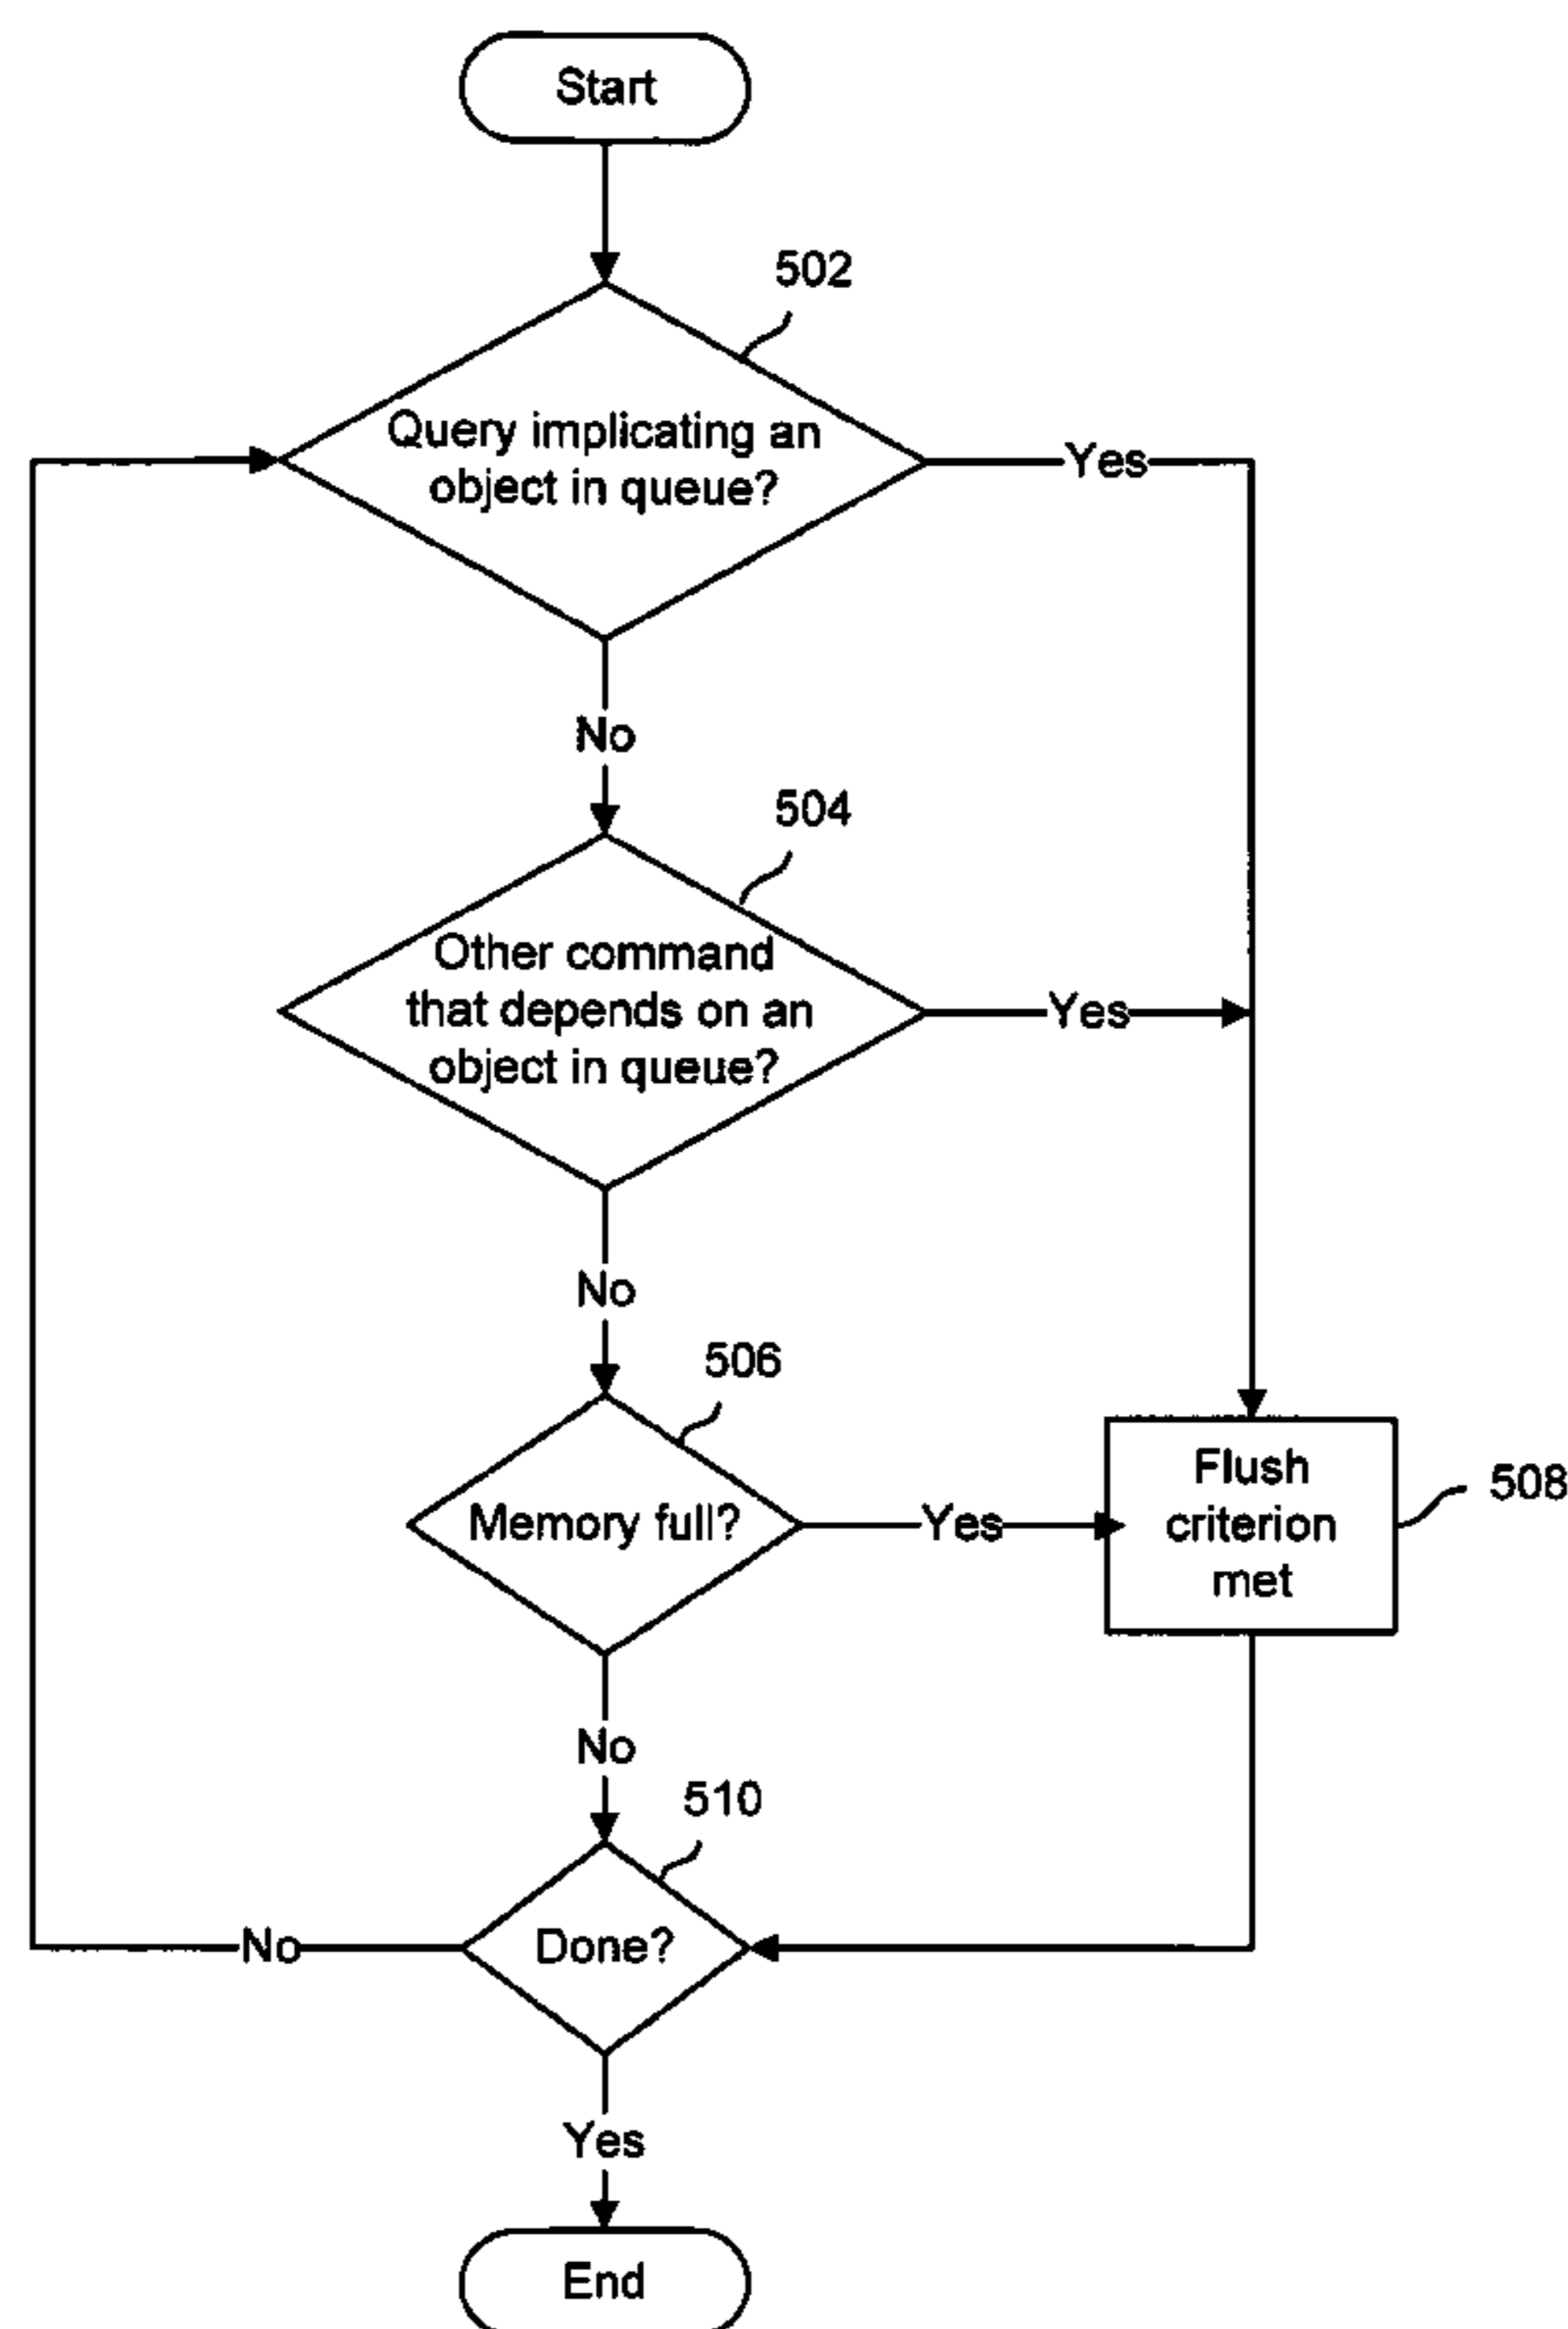 Start
502
Query implicating an
object in queue?
Yes
No
504
Other command
that depends on an
object in queue?
Yes
No
506
Memory full?
Yes
Flush
criterion
met
508
No
510
Done?
No
Yes
End